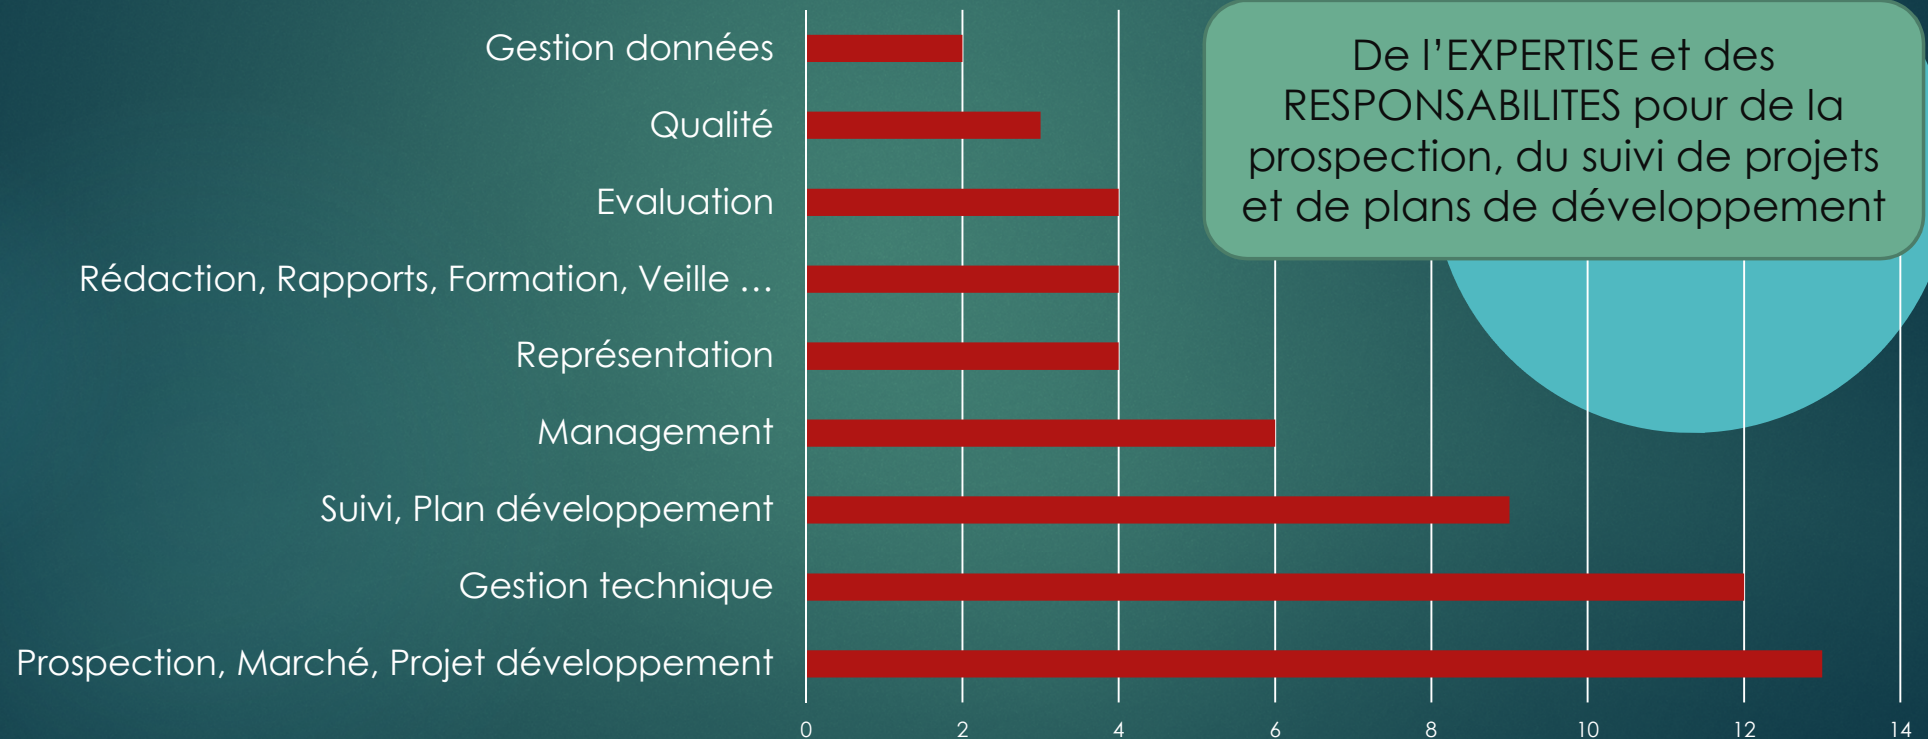 Gestion données
Qualité
Evaluation
Rédaction, Rapports, Formation, Veille …
Représentation
Management
Suivi, Plan développement
Gestion technique
Prospection, Marché, Projet développement
0 2 4 6 8 10 12 14
De l’EXPERTISE et des
RESPONSABILITES pour de la
prospection, du suivi de projets
et de plans de développement